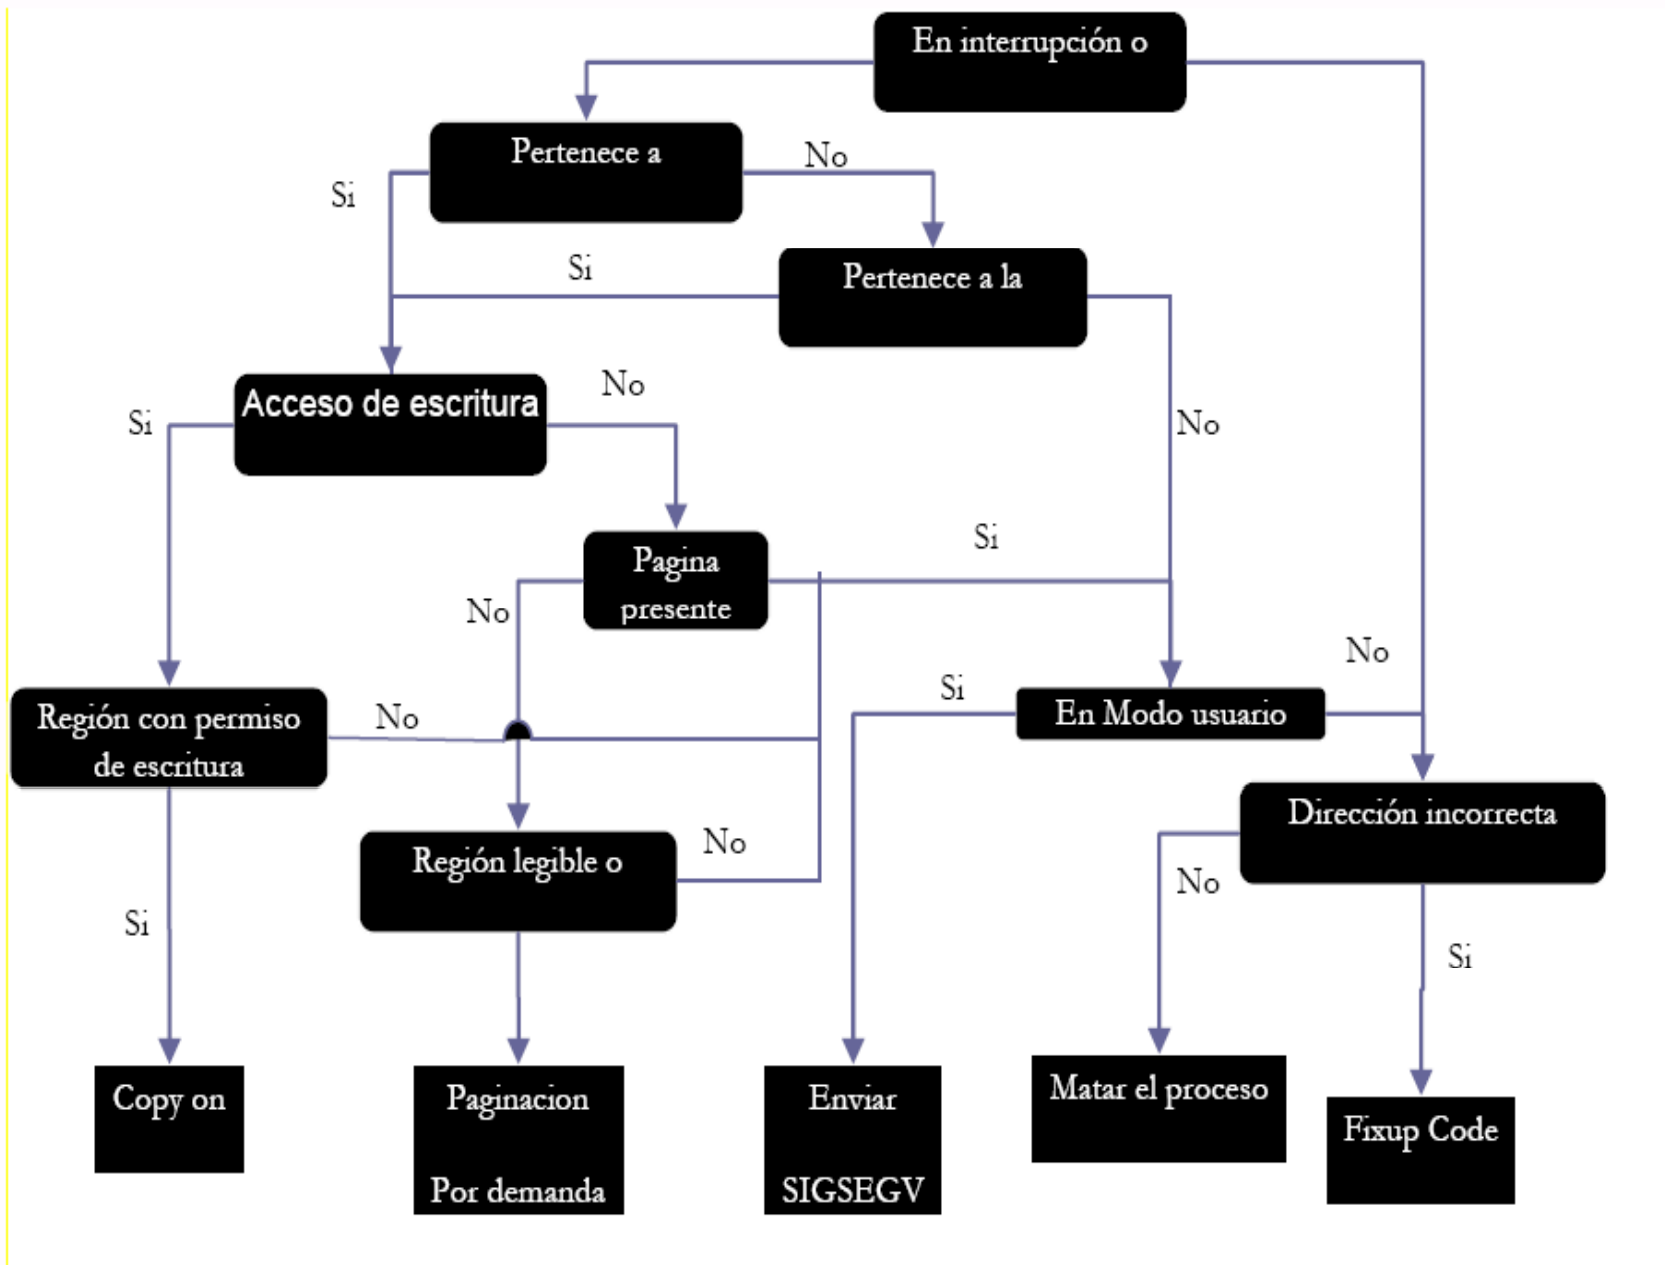 En interrupción o
Pertenece a
No
Si
Pertenece a la
Si
Acceso de escritura
No
Si
No
Pagina
presente
Si
No
No
Región con permiso
de escritura
No
Si
En Modo usuario
Dirección incorrecta
Región legible o
No
No
Si
Si
Copy on
Paginacion
Por demanda
Enviar
SIGSEGV
Matar el proceso
Fixup Code